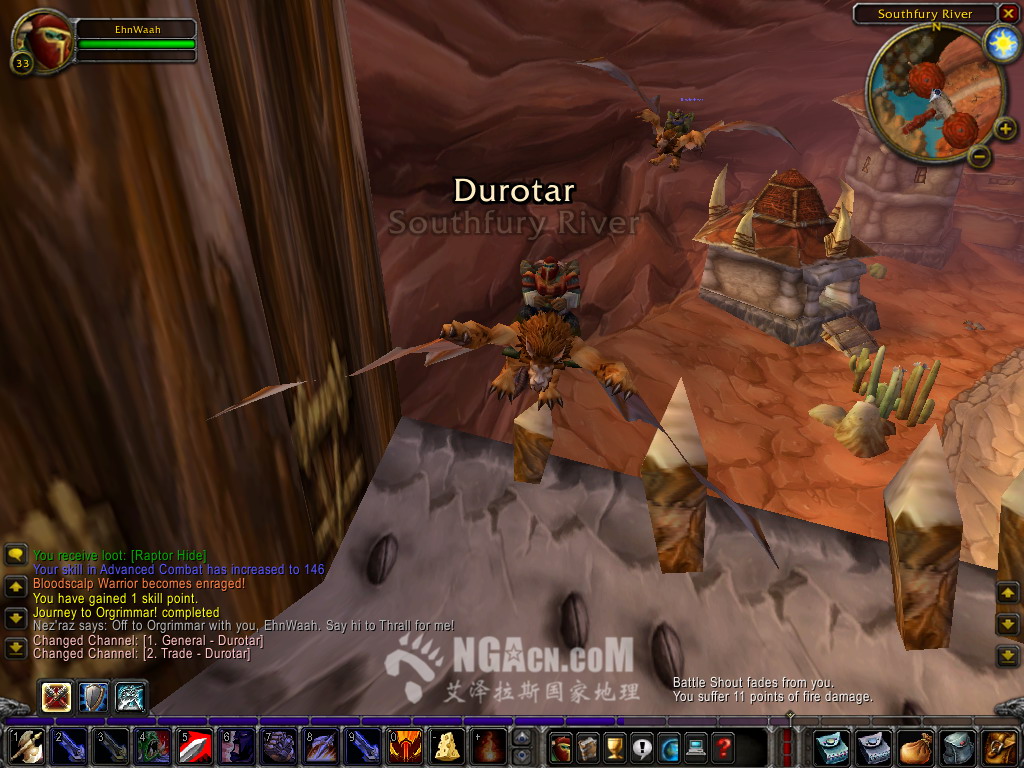 EhnWaah
33
Southfury River
N
Durotar
Southfury River
You receive loot: [Raptor Hide]
Your skill in Advanced Combat has increased to 146
Bloodscalp Warrior becomes enraged!
You have gained 1 skill point.
Journey to Orgrimmar! completed
Nez'raz says: Off to Orgrimmar with you, EhnWaah. Say hi to Thrall for me!
Changed Channel: [1. General - Durotar]
Changed Channel: [2. Trade - Durotar]
NGACN.COM
艾泽拉斯国家地理
Battle Shout fades from you.
You suffer 11 points of fire damage.
1 2 3 4 5 6 7 8 9 0 - +